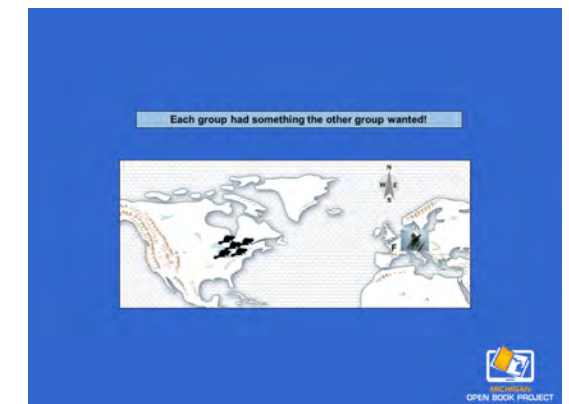 Each group had something the other group wanted!
N
W E
S
F
MICHIGAN
OPEN BOOK PROJECT